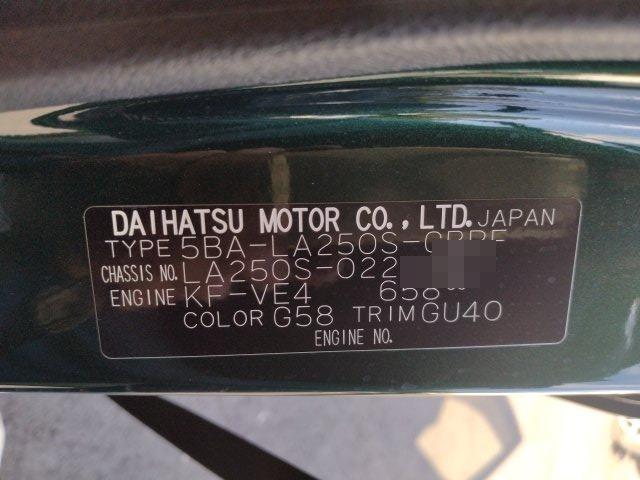 DAIHATSU MOTOR CO., LTD. JAPAN
TYPE 5BA-LA250S-GBPF
CHASSIS NO. LA250S-022
ENGINE KF-VE4 658
COLOR G58 TRIM GU40
ENGINE NO.